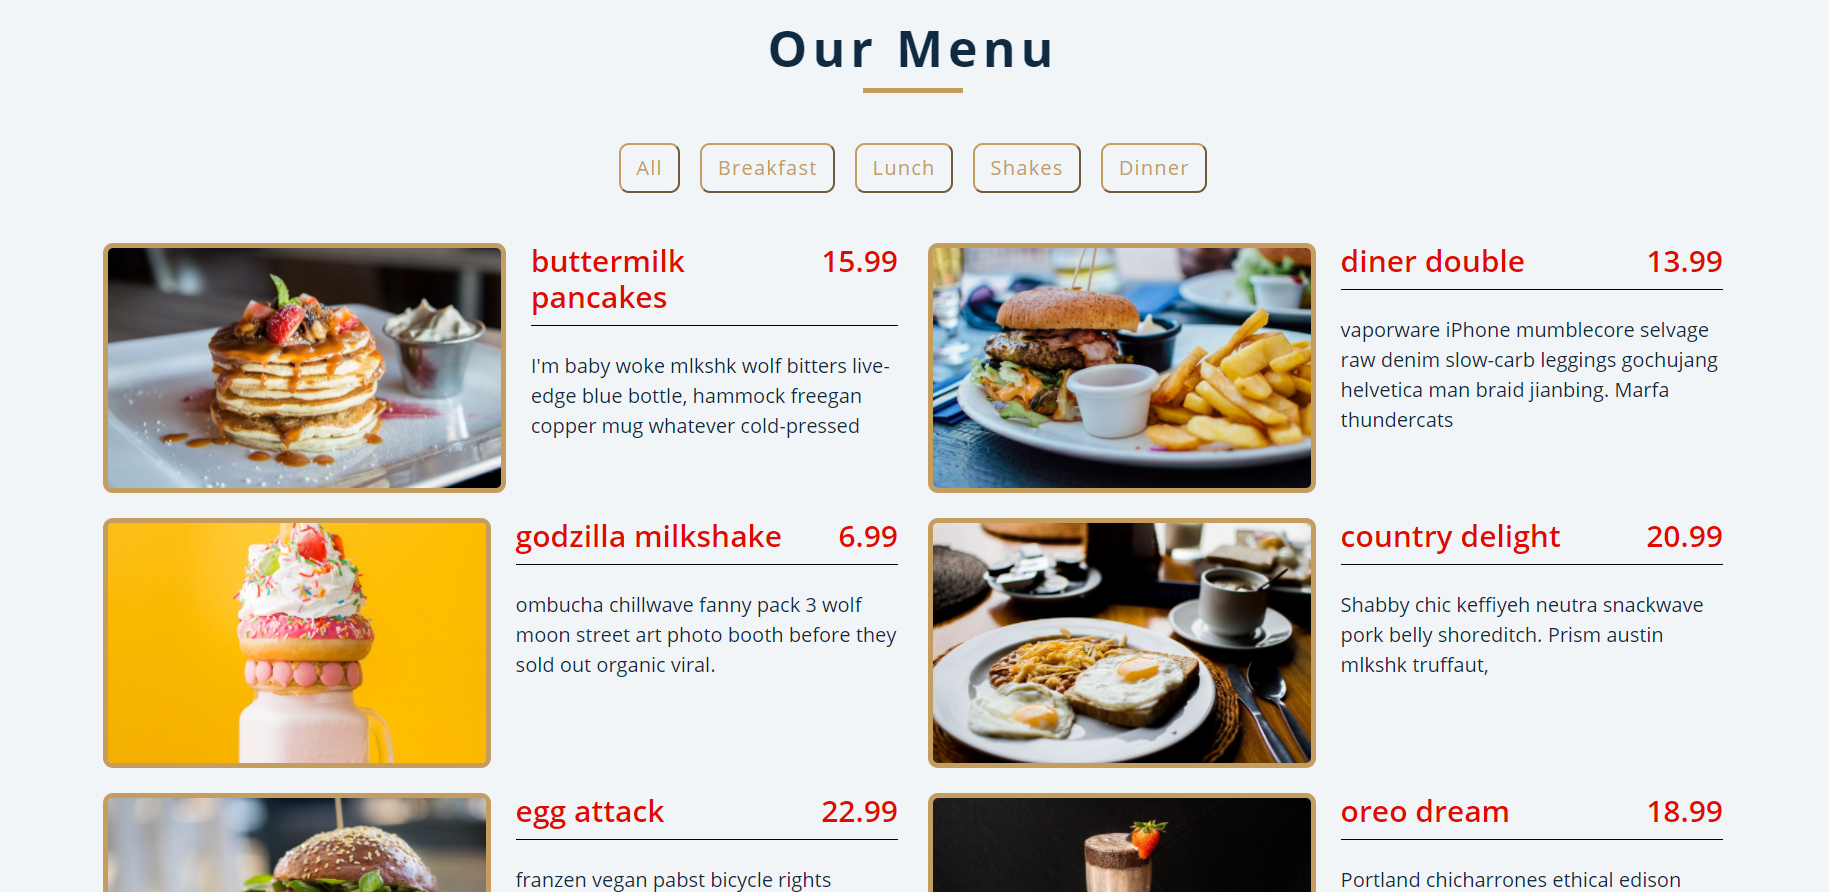 Our Menu
All
Breakfast
Lunch
Shakes
Dinner
buttermilk
pancakes
15.99
I'm baby woke mlkshk wolf bitters live-
edge blue bottle, hammock freegan
copper mug whatever cold-pressed
diner double
13.99
vaporware iPhone mumblecore selvage
raw denim slow-carb leggings gochujang
helvetica man braid jianbing. Marfa
thundercats
godzilla milkshake
6.99
ombucha chillwave fanny pack 3 wolf
moon street art photo booth before they
sold out organic viral.
country delight
20.99
Shabby chic keffiyeh neutra snackwave
pork belly shoreditch. Prism austin
mlkshk truffaut,
egg attack
22.99
franzen vegan pabst bicycle rights
oreo dream
18.99
Portland chicharrones ethical edison